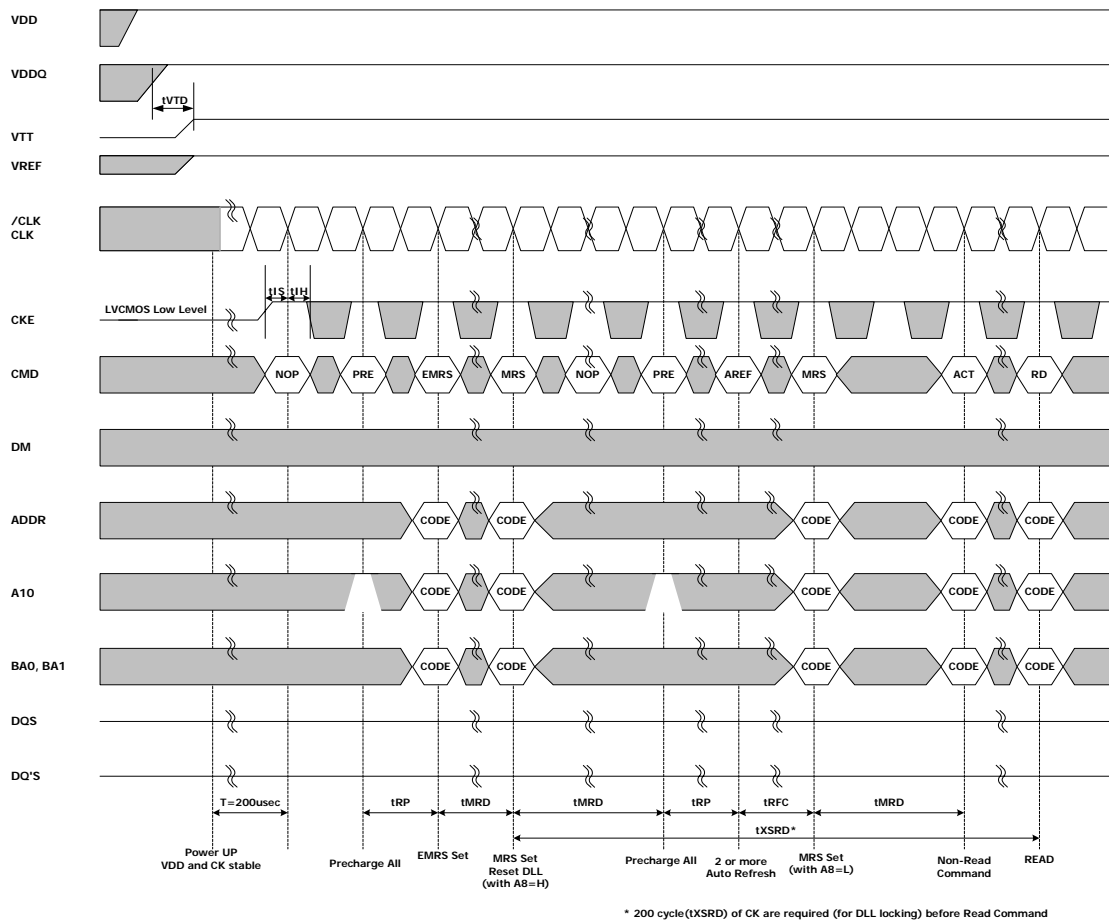 VDD
VDDQ
tVTD
VTT
VREF
/CLK
CLK
tIS tIH
CKE
LVCMOS Low Level
CMD
NOP PRE EMRS MRS NOP PRE AREF MRS ACT RD
DM
ADDR
CODE CODE CODE CODE CODE
A10
CODE CODE CODE CODE CODE
BA0, BA1
CODE CODE CODE CODE CODE
DQS
DQ'S
T=200usec tRP tMRD tMRD tRP tRFC tMRD
tXSRD*
Power UP
VDD and CK stable
Precharge All
EMRS Set
MRS Set
Reset DLL
(with A8=H)
Precharge All
2 or more
Auto Refresh
MRS Set
(with A8=L)
Non-Read
Command
READ
* 200 cycle(tXSRD) of CK are required (for DLL locking) before Read Command